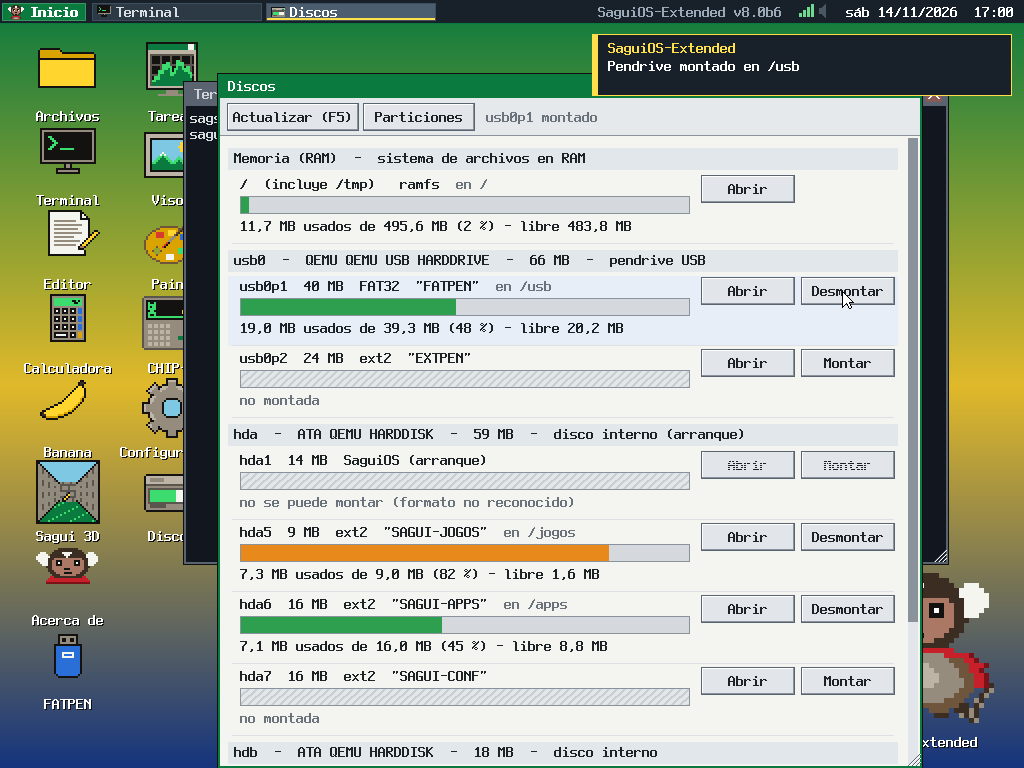 Inicio
Terminal
Discos
SaguiOS-Extended v8.0b6
sáb 14/11/2026
17:00
SaguiOS-Extended
Pendrive montado en /usb
Archivos
Terminal
Editor
Calculadora
CHIP
Banana
Sagui 3D
Acerca de
FATPEN
Discos
Actualizar (F5)
Particiones
usb0p1 montado
Memoria (RAM) - sistema de archivos en RAM
/ (incluye /tmp) ramfs en /
Abrir
11,7 MB usados de 495,6 MB (2 %) - libre 483,8 MB
usb0 - QEMU QEMU USB HARDDRIVE - 66 MB - pendrive USB
usb0p1 40 MB FAT32 "FATPEN" en /usb
Abrir
Desmontar
19,0 MB usados de 39,3 MB (48 %) - libre 20,2 MB
usb0p2 24 MB ext2 "EXTPEN"
Abrir
Montar
no montada
hda - ATA QEMU HARDDISK - 59 MB - disco interno (arranque)
hda1 14 MB SaguiOS (arranque)
Abrir
Montar
no se puede montar (formato no reconocido)
hda5 9 MB ext2 "SAGUI-JOGOS" en /jogos
Abrir
Desmontar
7,3 MB usados de 9,0 MB (82 %) - libre 1,6 MB
hda6 16 MB ext2 "SAGUI-APPS" en /apps
Abrir
Desmontar
7,1 MB usados de 16,0 MB (45 %) - libre 8,8 MB
hda7 16 MB ext2 "SAGUI-CONF"
Abrir
Montar
no montada
hdb - ATA QEMU HARDDISK - 18 MB - disco interno